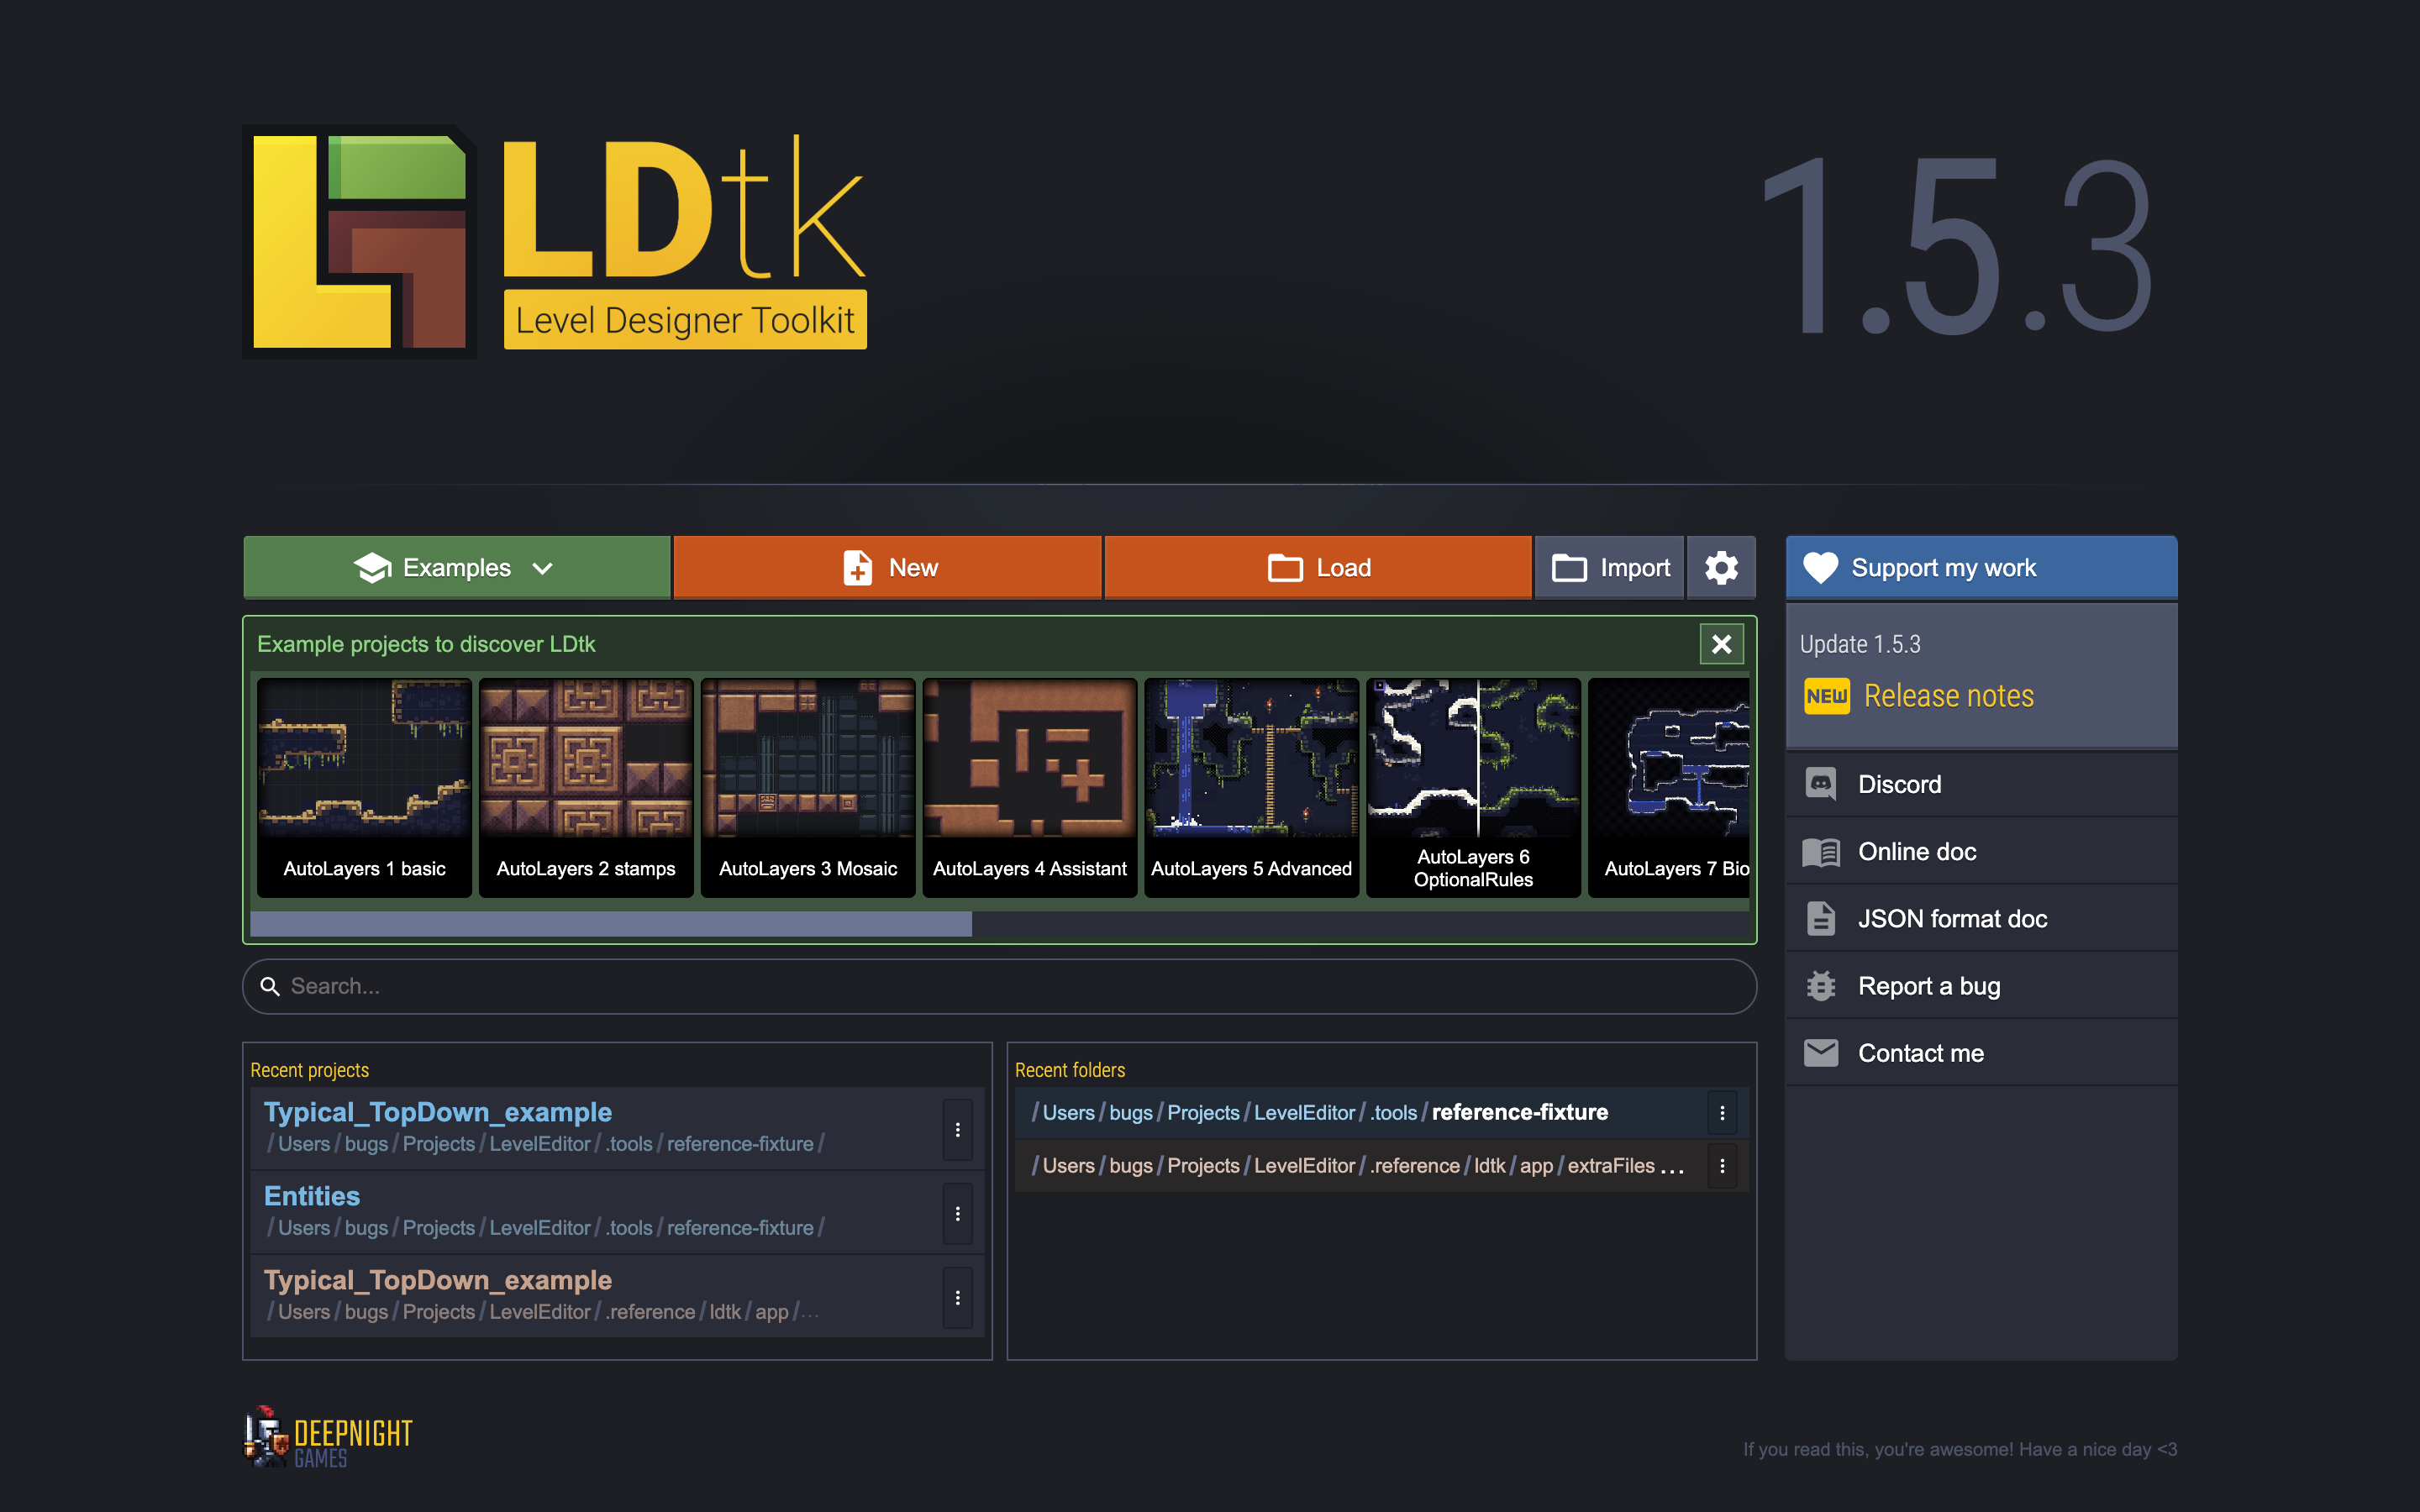 LDtk
Level Designer Toolkit
1.5.3
Examples
New
Load
Import
Support my work
Example projects to discover LDtk
Update 1.5.3
NEW Release notes
AutoLayers 1 basic
AutoLayers 2 stamps
AutoLayers 3 Mosaic
AutoLayers 4 Assistant
AutoLayers 5 Advanced
AutoLayers 6
OptionalRules
AutoLayers 7 Bio
Discord
Online doc
JSON format doc
Report a bug
Contact me
Search...
Recent projects
Typical_TopDown_example
/Users/bugs/Projects/LevelEditor/.tools/reference-fixture/
Entities
/Users/bugs/Projects/LevelEditor/.tools/reference-fixture/
Typical_TopDown_example
/Users/bugs/Projects/LevelEditor/.reference/ldtk/app/...
Recent folders
/Users/bugs/Projects/LevelEditor/.tools/reference-fixture
/Users/bugs/Projects/LevelEditor/.reference/ldtk/app/extraFiles ...
DEEPNIGHT
GAMES
If you read this, you're awesome! Have a nice day <3